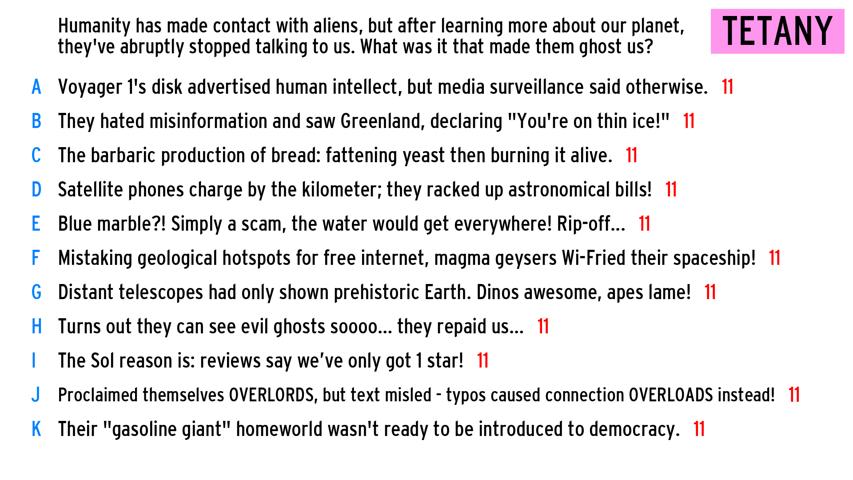 Humanity has made contact with aliens, but after learning more about our planet,
they've abruptly stopped talking to us. What was it that made them ghost us?
TETANY
A Voyager 1's disk advertised human intellect, but media surveillance said otherwise. 11
B They hated misinformation and saw Greenland, declaring "You're on thin ice!" 11
C The barbaric production of bread: fattening yeast then burning it alive. 11
D Satellite phones charge by the kilometer; they racked up astronomical bills! 11
E Blue marble?! Simply a scam, the water would get everywhere! Rip-off... 11
F Mistaking geological hotspots for free internet, magma geysers Wi-Fried their spaceship! 11
G Distant telescopes had only shown prehistoric Earth. Dinos awesome, apes lame! 11
H Turns out they can see evil ghosts soooo... they repaid us... 11
I The Sol reason is: reviews say we've only got 1 star! 11
J Proclaimed themselves OVERLORDS, but text misled - typos caused connection OVERLOADS instead! 11
K Their "gasoline giant" homeworld wasn't ready to be introduced to democracy. 11